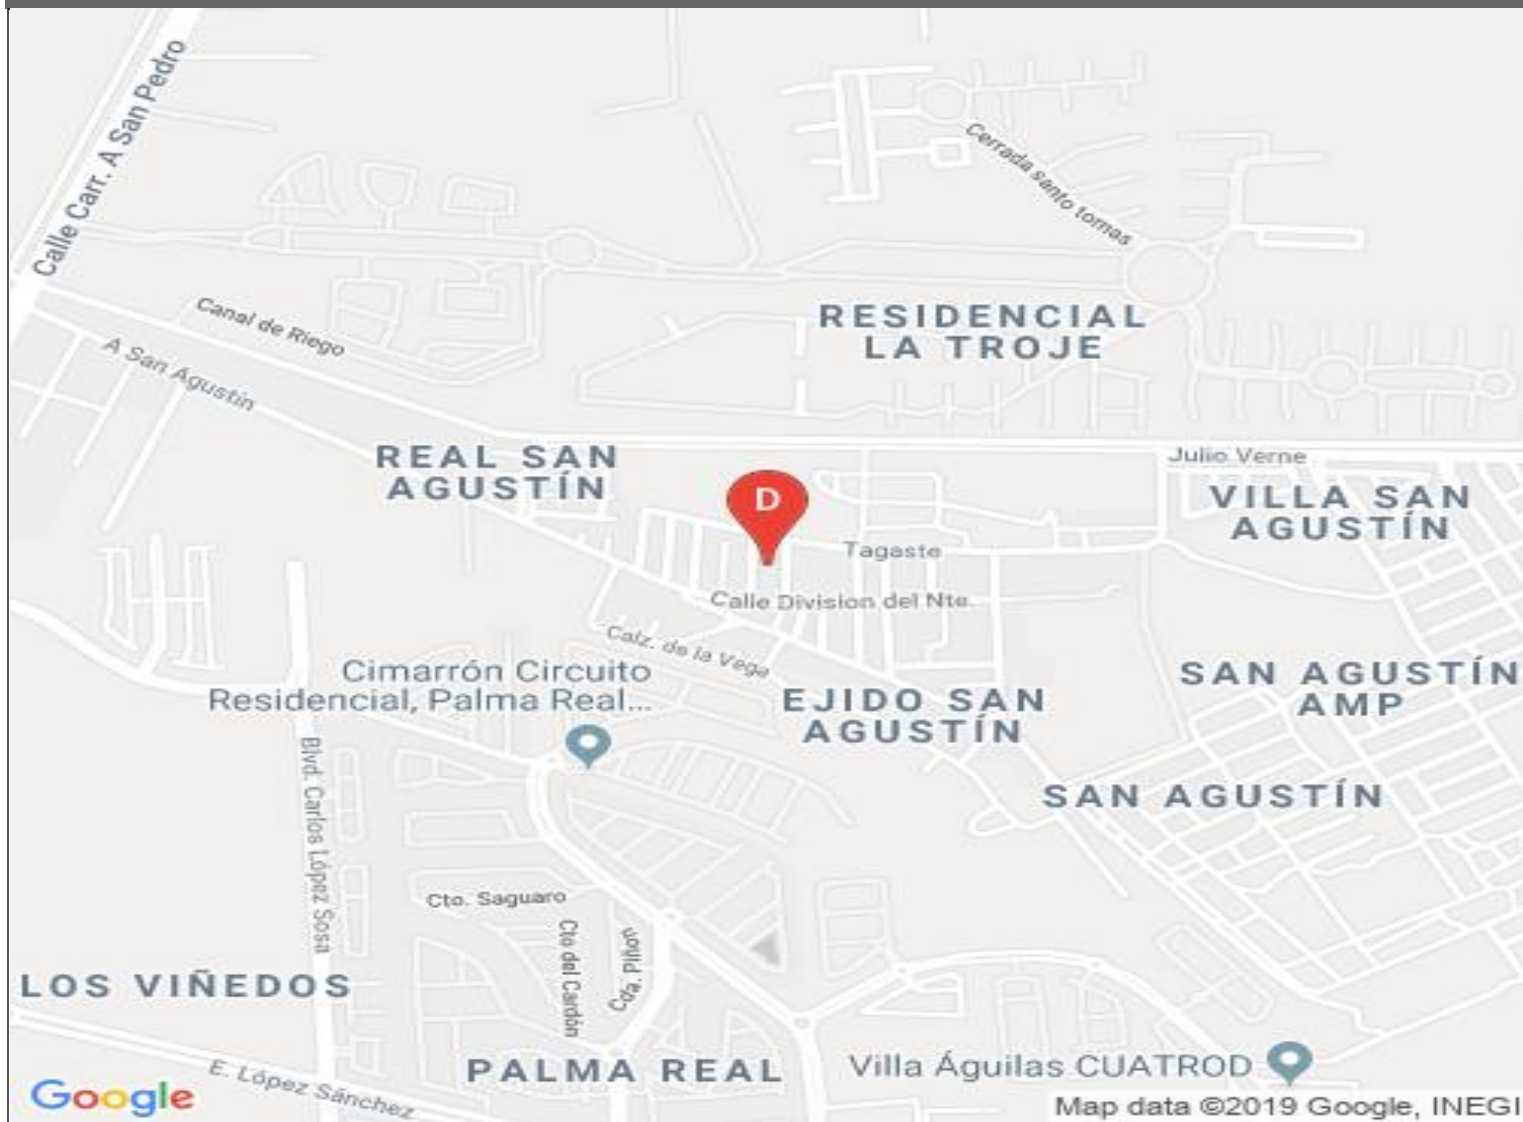 Calle Carr. A San Pedro
Cerrada santo tomas
Canal de Riego
RESIDENCIAL
LA TROJE
A San Agustín
REAL SAN
AGUSTÍN
Julio Verne
D
VILLA SAN
AGUSTÍN
Tagaste
Calle Division del Nte.
Calz. de la Vega
Cimarrón Circuito
Residencial, Palma Real...
EJIDO SAN
AGUSTÍN
SAN AGUSTÍN
AMP
Blvd. Carlos López Sosa
SAN AGUSTÍN
Cto. Saguaro
Cto del Cardón
Cda. Piñon
LOS VIÑEDOS
PALMA REAL
Villa Águilas CUATROD
E. López Sánchez
Google
Map data ©2019 Google, INEGI